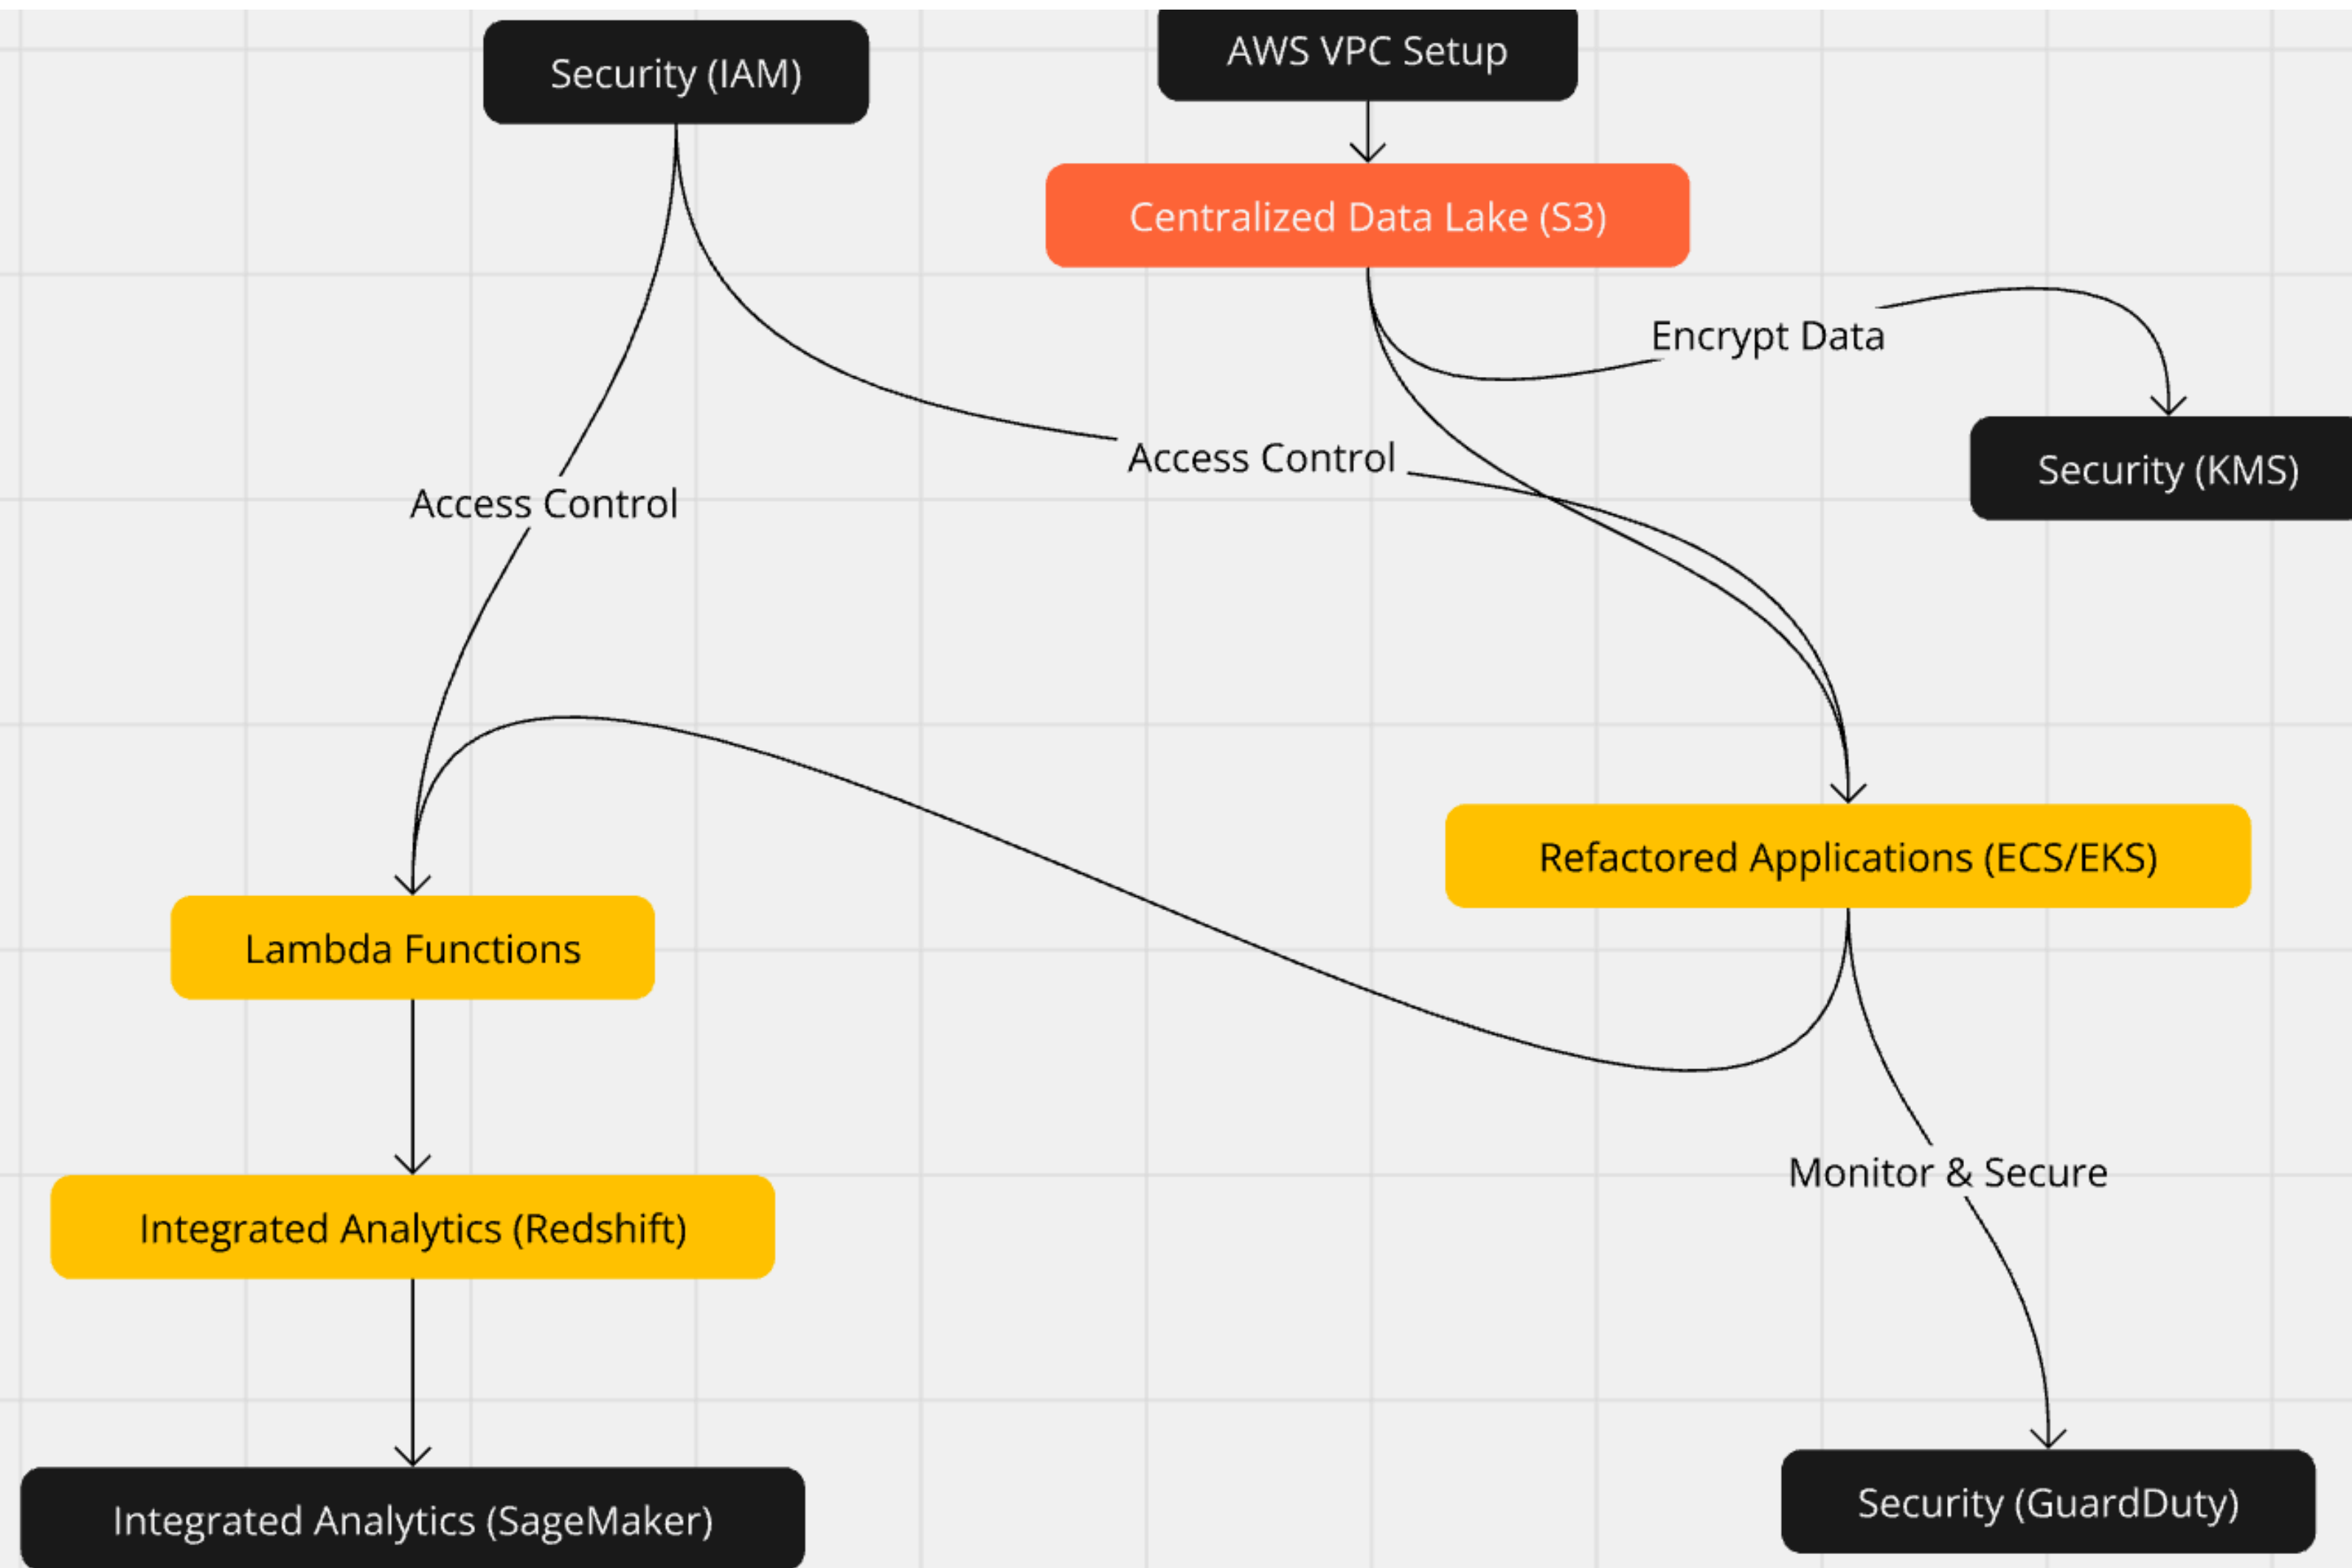 Security (IAM)
AWS VPC Setup
Centralized Data Lake (S3)
Encrypt Data
Access Control
Security (KMS)
Access Control
Refactored Applications (ECS/EKS)
Lambda Functions
Monitor & Secure
Integrated Analytics (Redshift)
Security (GuardDuty)
Integrated Analytics (SageMaker)